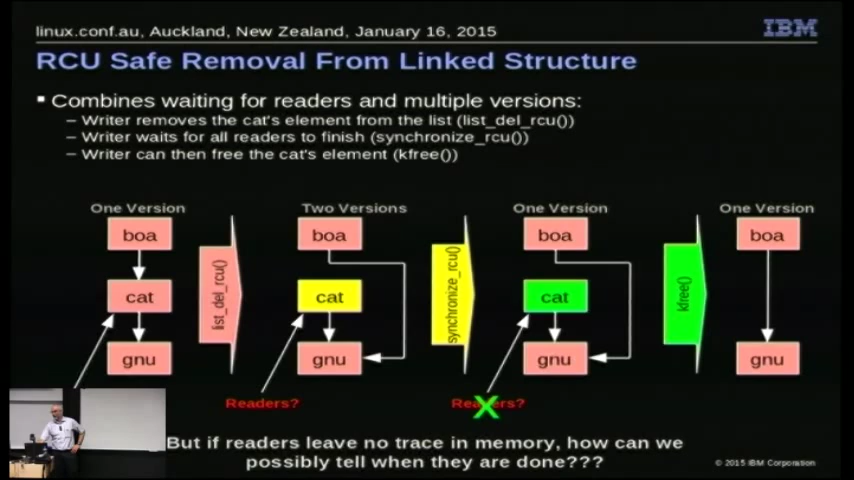 linux.conf.au, Auckland, New Zealand, January 16, 2015
IBM
RCU Safe Removal From Linked Structure
▪ Combines waiting for readers and multiple versions:
– Writer removes the cat's element from the list (list_del_rcu())
– Writer waits for all readers to finish (synchronize_rcu())
– Writer can then free the cat's element (kfree())
One Version
Two Versions
One Version
One Version
boa
boa
boa
boa
list_del_rcu()
synchronize_rcu()
kfree()
cat
cat
cat
gnu
gnu
gnu
gnu
Readers?
Readers?
X
But if readers leave no trace in memory, how can we
possibly tell when they are done???
© 2015 IBM Corporation